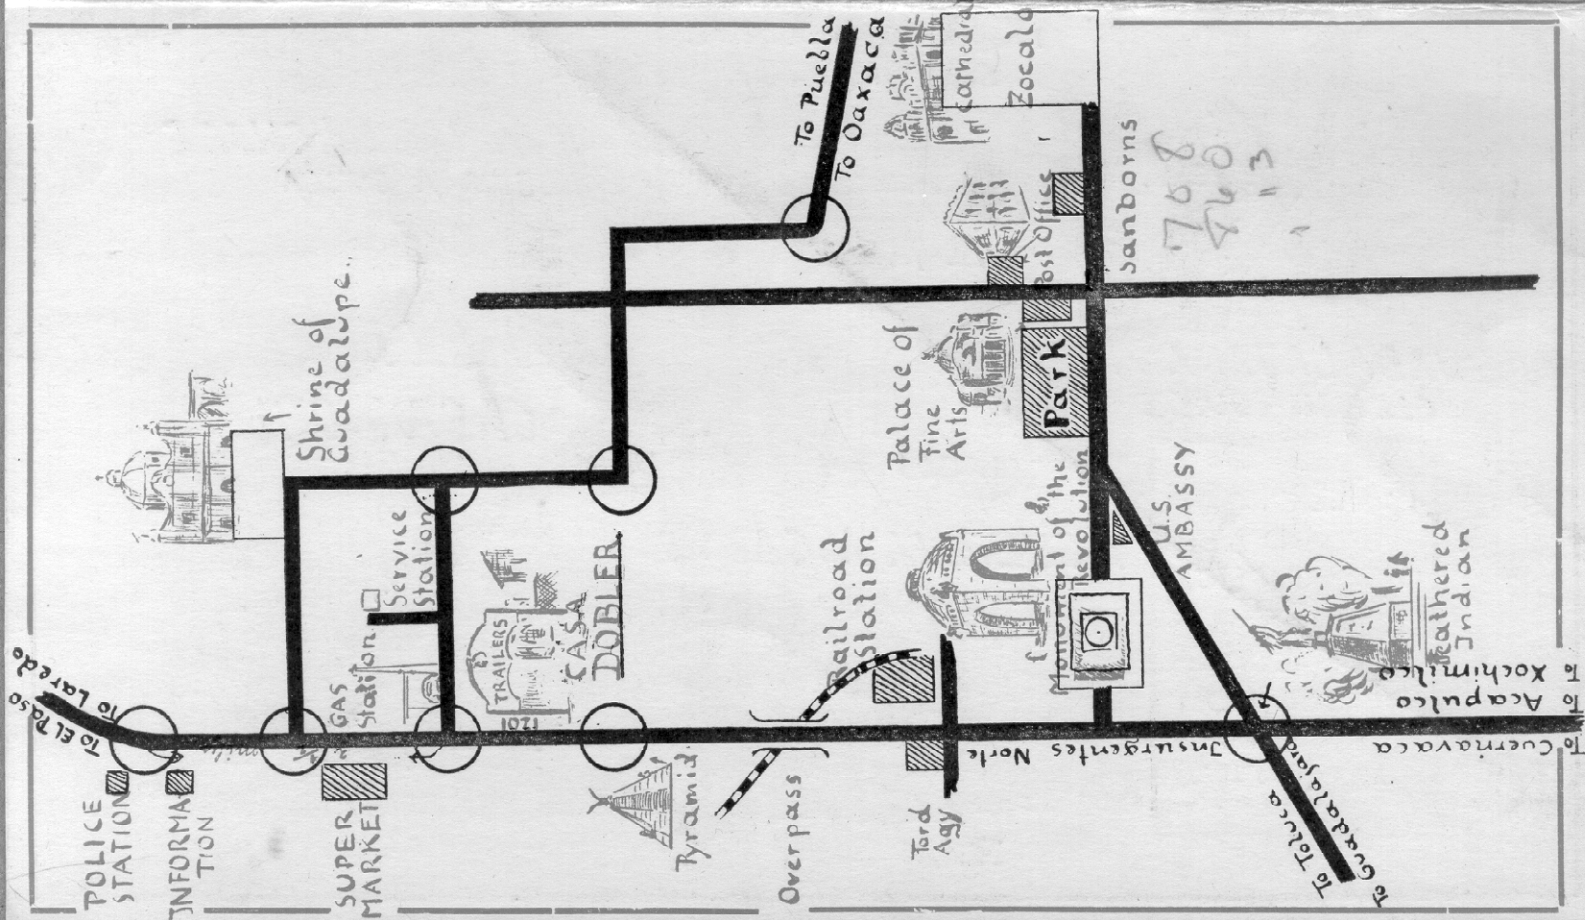 To Laredo
To EL Paso
POLICE
STATION
INFORMA
TION
SUPER
MARKET
GAS
Station
Service
Station
Shrine of
Guadalupe
TRAILERS
1201
CASA
DOBLER
Pyramid
Overpass
Railroad
Station
Ford
Agy
Insurgentes Norte
Monument of the
Revolution
Palace of
Fine
Arts
Park
Post Office
Cathedral
Zocalo
Sanborns
To Puebla
To Oaxaca
U.S.
AMBASSY
Feathered
Indian
To Xochimilco
To Acapulco
To Cuernavaca
To Toluca
To Guadalajara